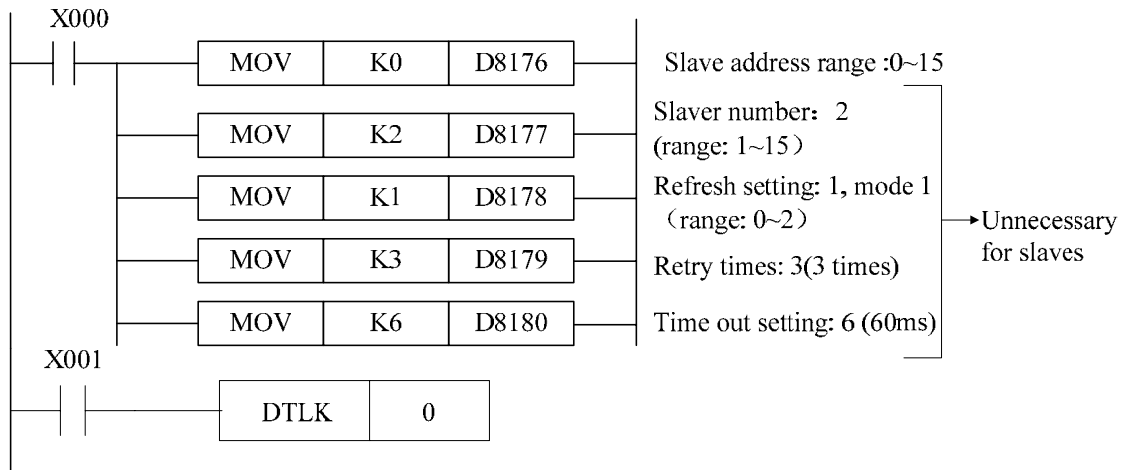 X000
MOV K0 D8176 Slave address range :0~15
MOV K2 D8177 Slaver number：2
(range: 1~15）
MOV K1 D8178 Refresh setting: 1, mode 1
（range: 0~2）
Unnecessary
for slaves
MOV K3 D8179 Retry times: 3(3 times)
MOV K6 D8180 Time out setting: 6 (60ms)
X001
DTLK 0